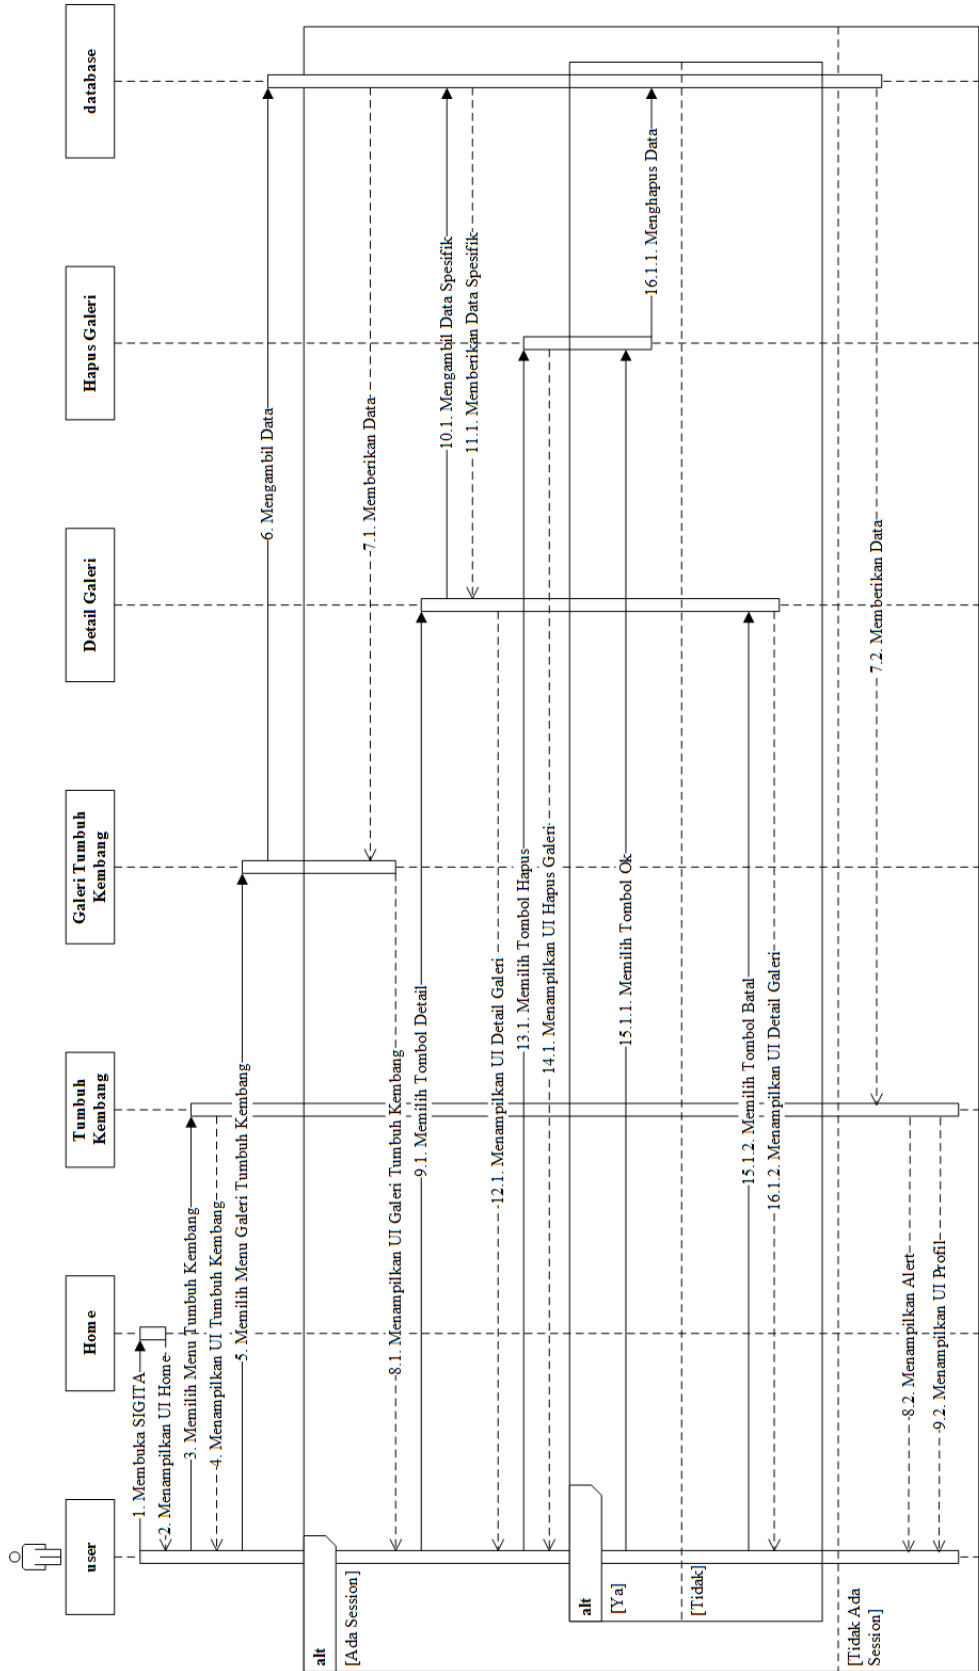 user
Home
Tumbuh
Kembang
Galeri Tumbuh
Kembang
Detail Galeri
Hapus Galeri
database
1. Membuka SIGITA
2. Menampilkan UI Home
3. Memilih Menu Tumbuh Kembang
4. Menampilkan UI Tumbuh Kembang
5. Memilih Menu Galeri Tumbuh Kembang
6. Mengambil Data
alt
[Ada Session]
7.1. Memberikan Data
8.1. Menampilkan UI Galeri Tumbuh Kembang
9.1. Memilih Tombol Detail
10.1. Mengambil Data Spesifik
11.1. Memberikan Data Spesifik
12.1. Menampilkan UI Detail Galeri
13.1. Memilih Tombol Hapus
14.1. Menampilkan UI Hapus Galeri
alt
[Ya]
15.1.1. Memilih Tombol Ok
16.1.1. Menghapus Data
[Tidak]
15.1.2. Memilih Tombol Batal
16.1.2. Menampilkan UI Detail Galeri
[Tidak Ada
Session]
7.2. Memberikan Data
8.2. Menampilkan Alert
9.2. Menampilkan UI Profil